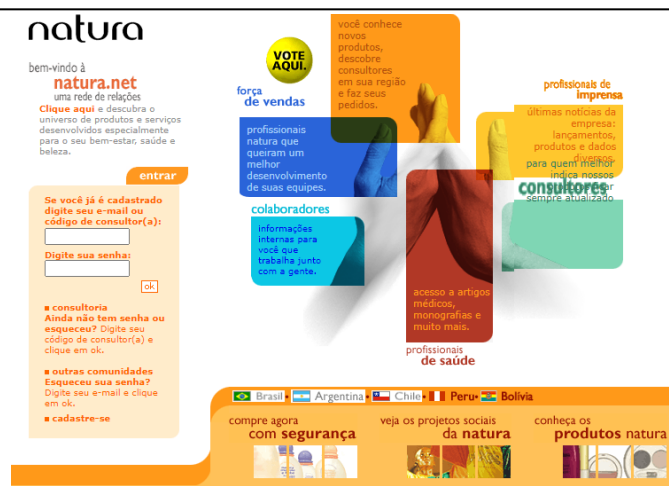 natura
bem-vindo à
natura.net
uma rede de relações
Clique aqui e descubra o
universo de produtos e serviços
desenvolvidos especialmente
para o seu bem-estar, saúde e
beleza.
entrar
Se você já é cadastrado
digite seu e-mail ou
código de consultor(a):
Digite sua senha:
ok
consultoria
Ainda não tem senha ou
esqueceu? Digite seu
código de consultor(a) e
clique em ok.
outras comunidades
Esqueceu sua senha?
Digite seu e-mail e clique
em ok.
cadastre-se
VOTE
AQUI.
você conhece
novos
produtos,
descobre
consultores
em sua região
e faz seus
pedidos.
força
de vendas
profissionais
natura que
queiram um
melhor
desenvolvimento
de suas equipes.
colaboradores
informações
internas para
você que
trabalha junto
com a gente.
profissionais de
imprensa
últimas notícias da
empresa:
lançamentos,
produtos e dados
diversos.
para quem melhor
indica nossos
consultores
sempre atualizado
acesso a artigos
médicos,
monografias e
muito mais.
profissionais
de saúde
Brasil Argentina Chile Peru Bolívia
compre agora
com segurança
veja os projetos sociais
da natura
conheça os
produtos natura